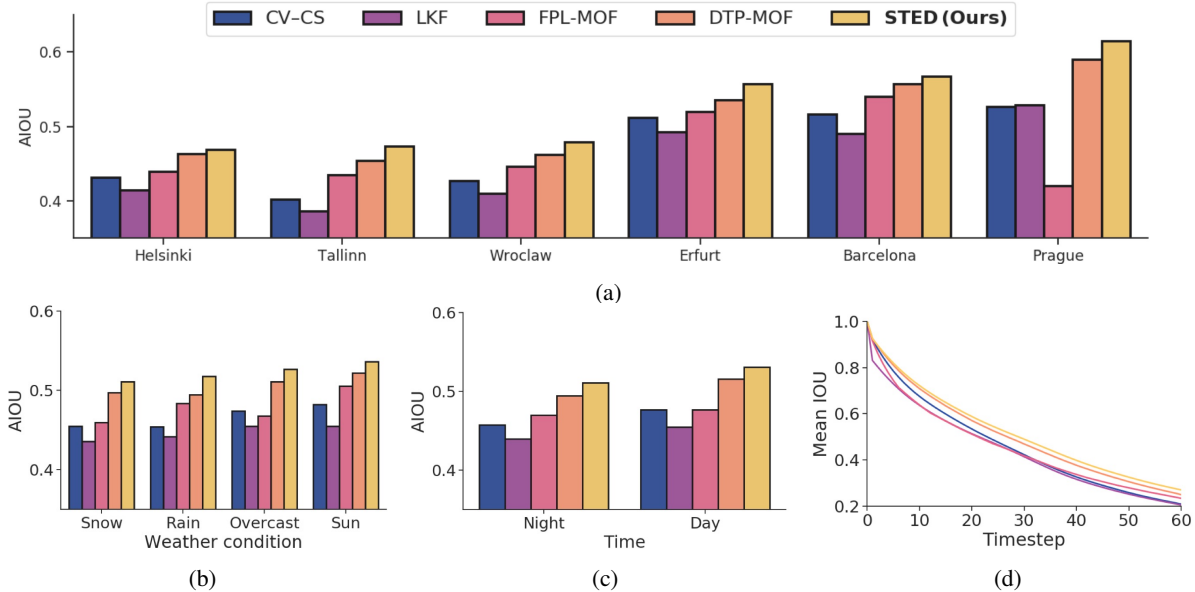 CV–CS LKF FPL-MOF DTP-MOF STED (Ours)
0.6
0.5
0.4
AIOU
Helsinki Tallinn Wroclaw Erfurt Barcelona Prague
(a)
0.6
0.5
0.4
AIOU
Snow Rain Overcast Sun
Weather condition
(b)
0.6
0.5
0.4
AIOU
Night Day
Time
(c)
1.0
0.8
0.6
0.4
0.2
Mean IOU
0 10 20 30 40 50 60
Timestep
(d)